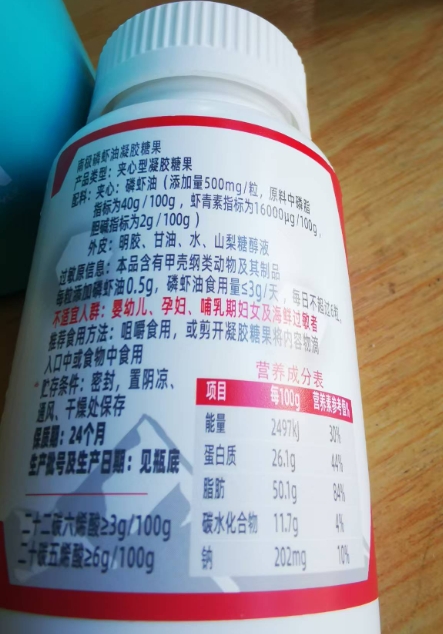 南极磷虾油凝胶糖果
产品类型：夹心型凝胶糖果
配料：夹心：磷虾油（添加量500mg/粒，原料中磷脂
指标为40g/100g，虾青素指标为16000μg/100g，
胆碱指标为2g/100g）
外皮：明胶、甘油、水、山梨糖醇液
过敏原信息：本品含有甲壳纲类动物及其制品
每粒添加磷虾油0.5g，磷虾油食用量≤3g/天，每日不超过6粒
不适宜人群：婴幼儿、孕妇、哺乳期妇女及海鲜过敏者
推荐食用方法：咀嚼食用，或剪开凝胶糖果将内容物滴
入口中或食物中食用
贮存条件：密封，置阴凉、
通风、干燥处保存
保质期：24个月
生产批号及生产日期：见瓶底
二十二碳六烯酸≥3g/100g
二十碳五烯酸≥6g/100g
营养成分表
项目 每100g 营养素参考值%
能量 2497kJ 30%
蛋白质 26.1g 44%
脂肪 50.1g 84%
碳水化合物 11.7g 4%
钠 202mg 10%